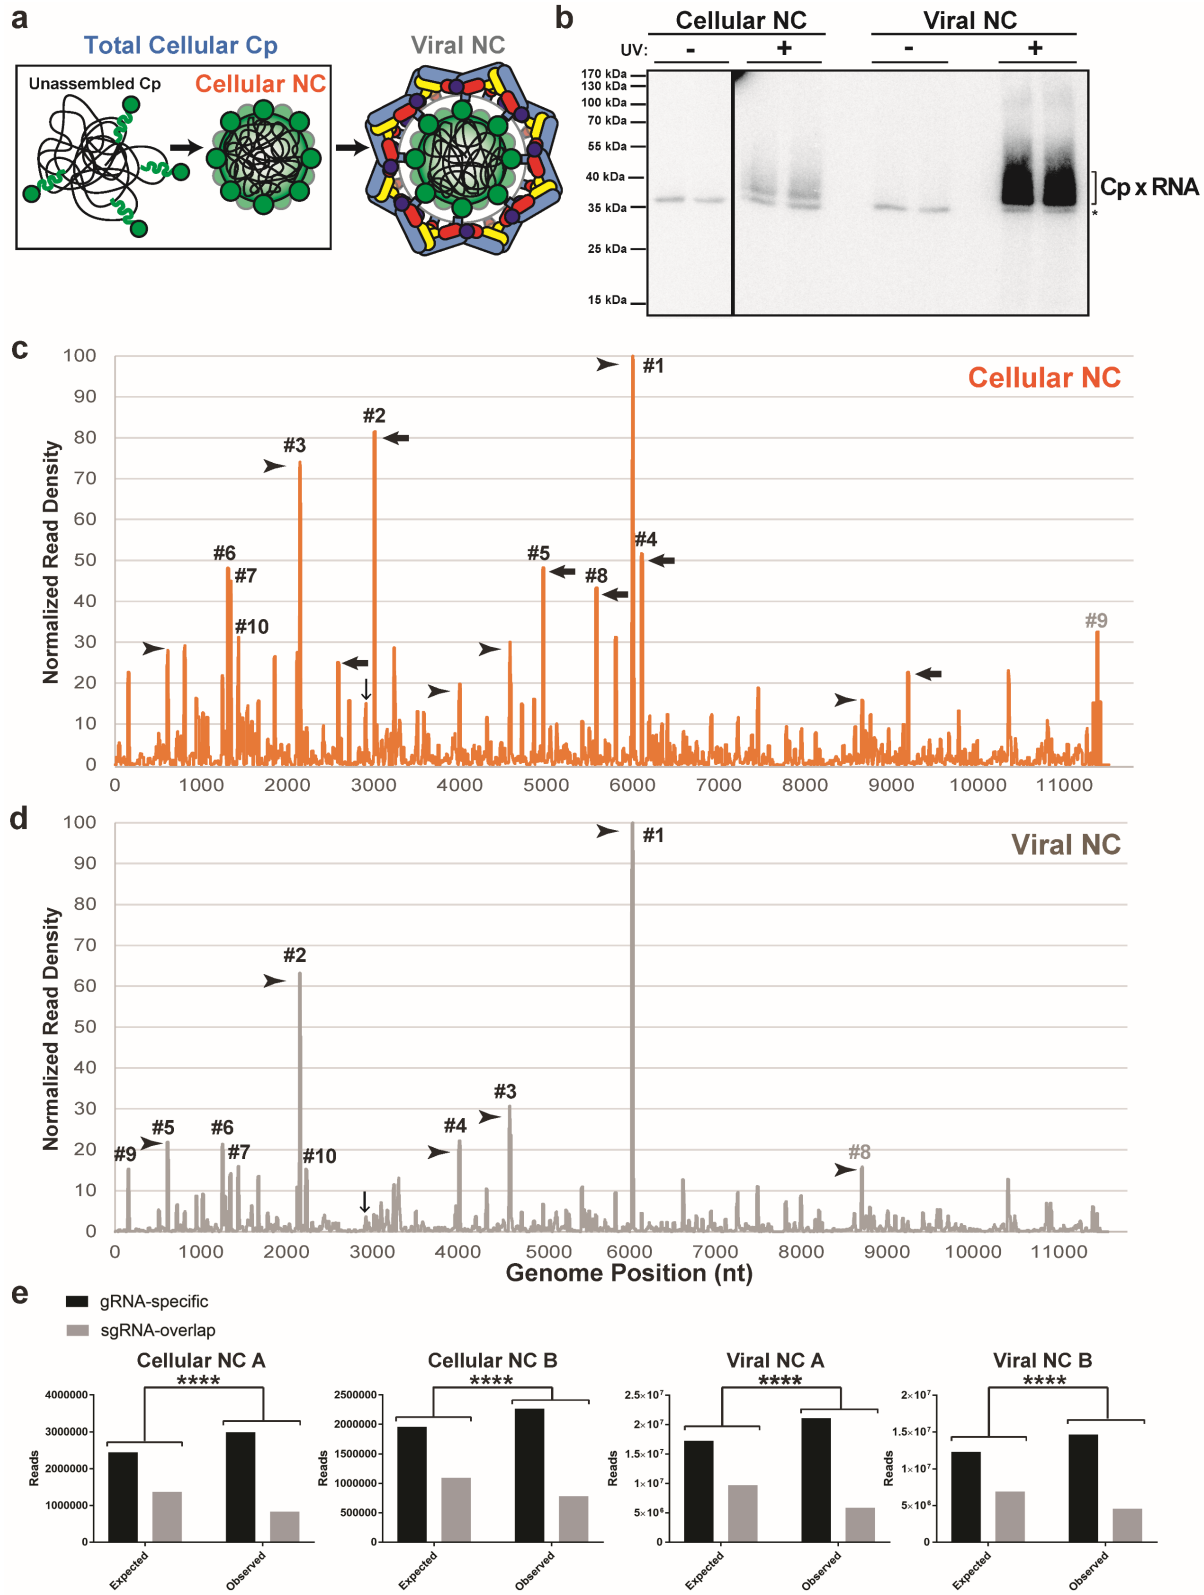 a
Total Cellular Cp
Viral NC
Unassembled Cp
Cellular NC
b
Cellular NC
Viral NC
UV:
-
+
-
+
170 kDa
130 kDa
100 kDa
70 kDa
55 kDa
40 kDa
35 kDa
25 kDa
15 kDa
Cp x RNA
*
c
Cellular NC
Normalized Read Density
100
90
80
70
60
50
40
30
20
10
0
#1
#2
#3
#4
#5
#6
#7
#8
#9
#10
0 1000 2000 3000 4000 5000 6000 7000 8000 9000 10000 11000
d
Viral NC
Normalized Read Density
100
90
80
70
60
50
40
30
20
10
0
#1
#2
#3
#4
#5
#6
#7
#8
#9
#10
0 1000 2000 3000 4000 5000 6000 7000 8000 9000 10000 11000
Genome Position (nt)
e
gRNA-specific
sgRNA-overlap
Cellular NC A
****
Reads
4000000
3000000
2000000
1000000
0
Expected
Observed
Cellular NC B
****
Reads
2500000
2000000
1500000
1000000
500000
0
Expected
Observed
Viral NC A
****
Reads
2.5×10⁷
2×10⁷
1.5×10⁷
1×10⁷
5×10⁶
0
Expected
Observed
Viral NC B
****
Reads
2×10⁷
1.5×10⁷
1×10⁷
5×10⁶
0
Expected
Observed